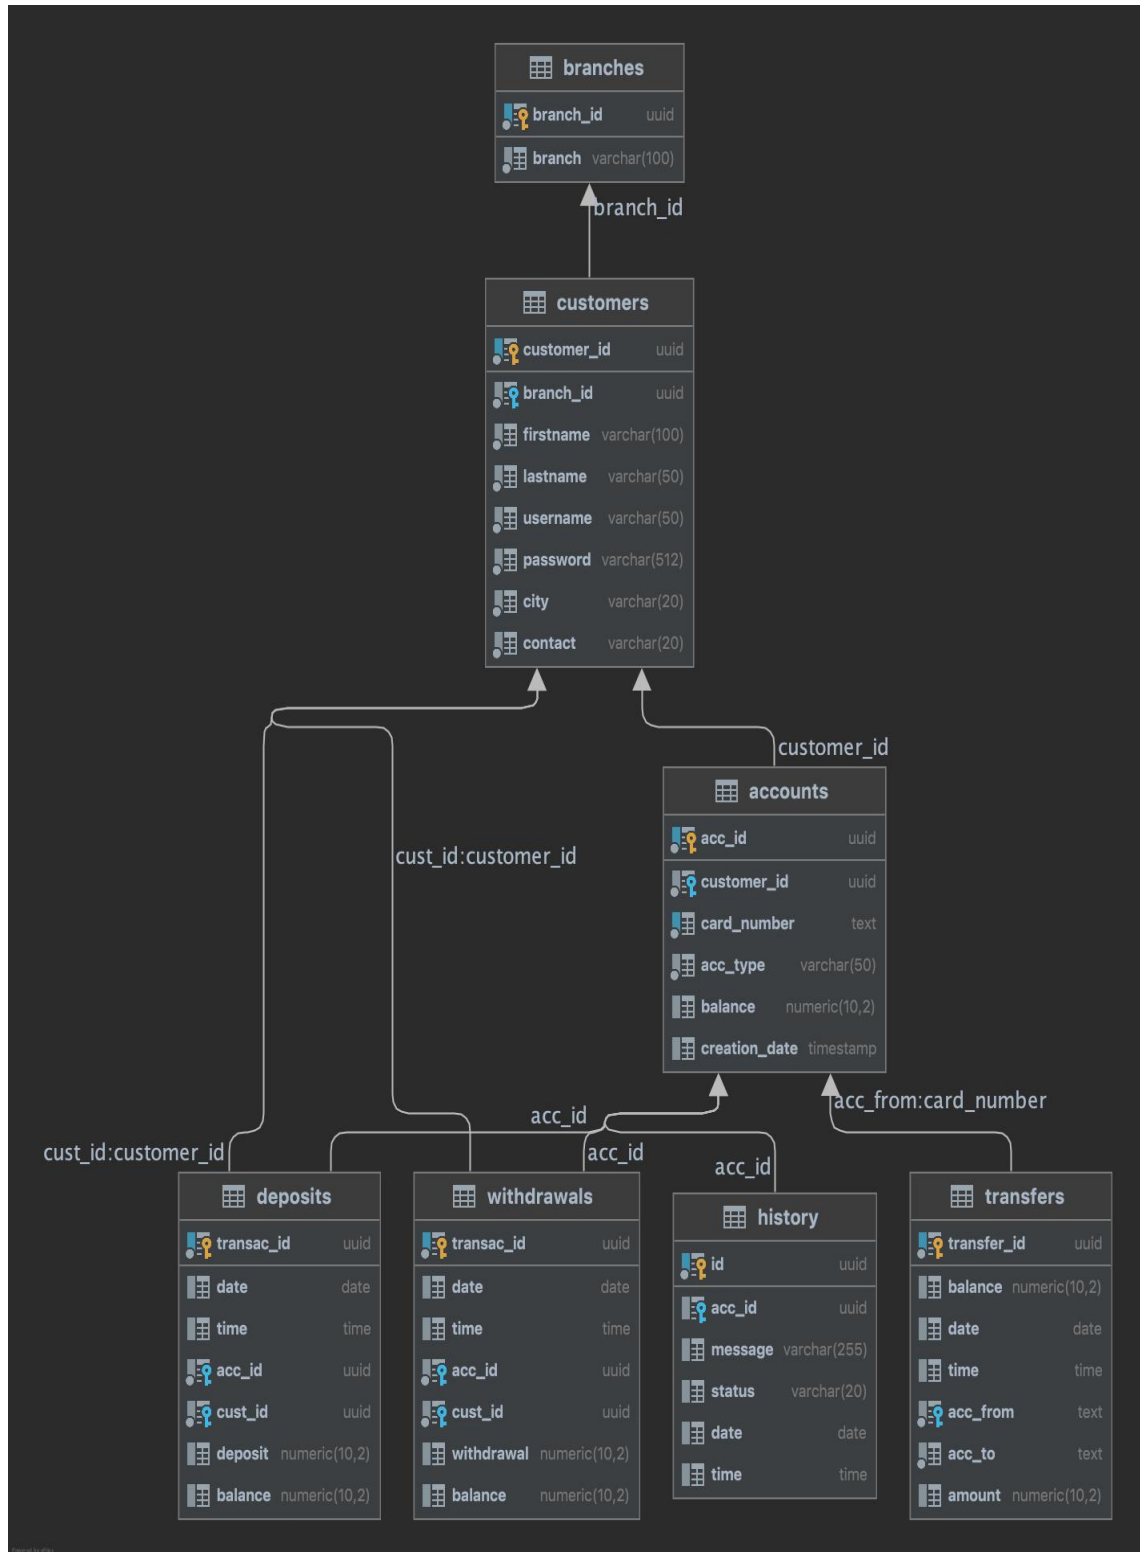 branches
branch_id uuid
branch varchar(100)
branch_id
customers
customer_id uuid
branch_id uuid
firstname varchar(100)
lastname varchar(50)
username varchar(50)
password varchar(512)
city varchar(20)
contact varchar(20)
customer_id
accounts
acc_id uuid
customer_id uuid
card_number text
acc_type varchar(50)
balance numeric(10,2)
creation_date timestamp
cust_id:customer_id
acc_from:card_number
acc_id
cust_id:customer_id
acc_id
acc_id
deposits
transac_id uuid
date date
time time
acc_id uuid
cust_id uuid
deposit numeric(10,2)
balance numeric(10,2)
withdrawals
transac_id uuid
date date
time time
acc_id uuid
cust_id uuid
withdrawal numeric(10,2)
balance numeric(10,2)
history
id uuid
acc_id uuid
message varchar(255)
status varchar(20)
date date
time time
transfers
transfer_id uuid
balance numeric(10,2)
date date
time time
acc_from text
acc_to text
amount numeric(10,2)